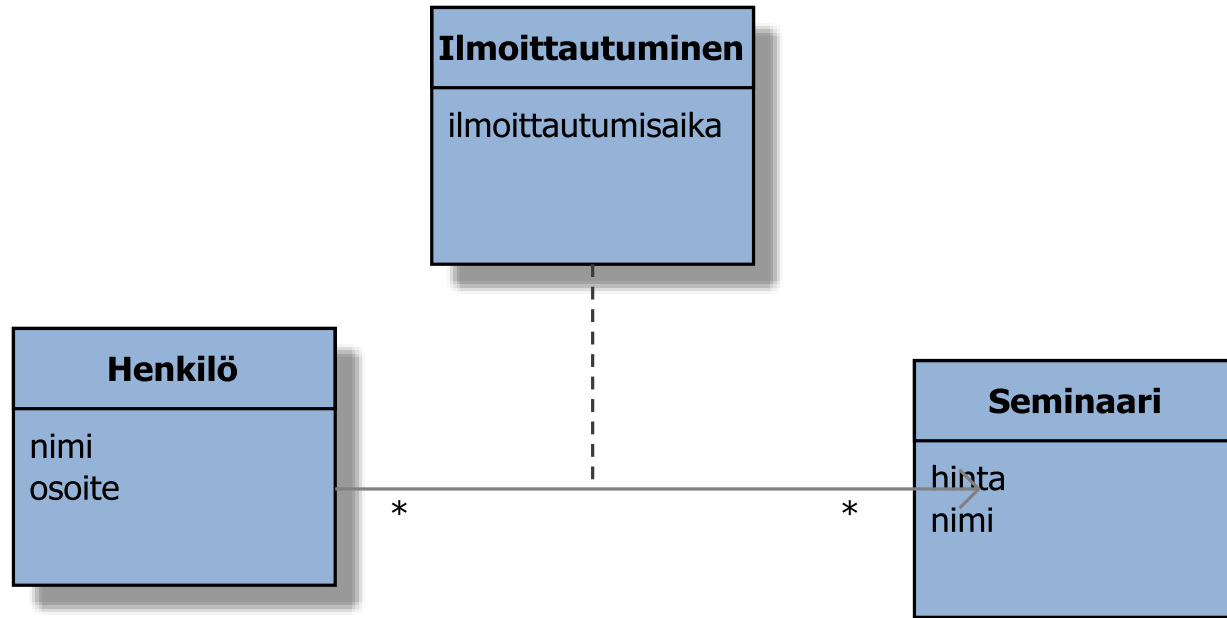 Ilmoittautuminen
ilmoittautumisaika
Henkilö
nimi
osoite
*
*
Seminaari
hinta
nimi